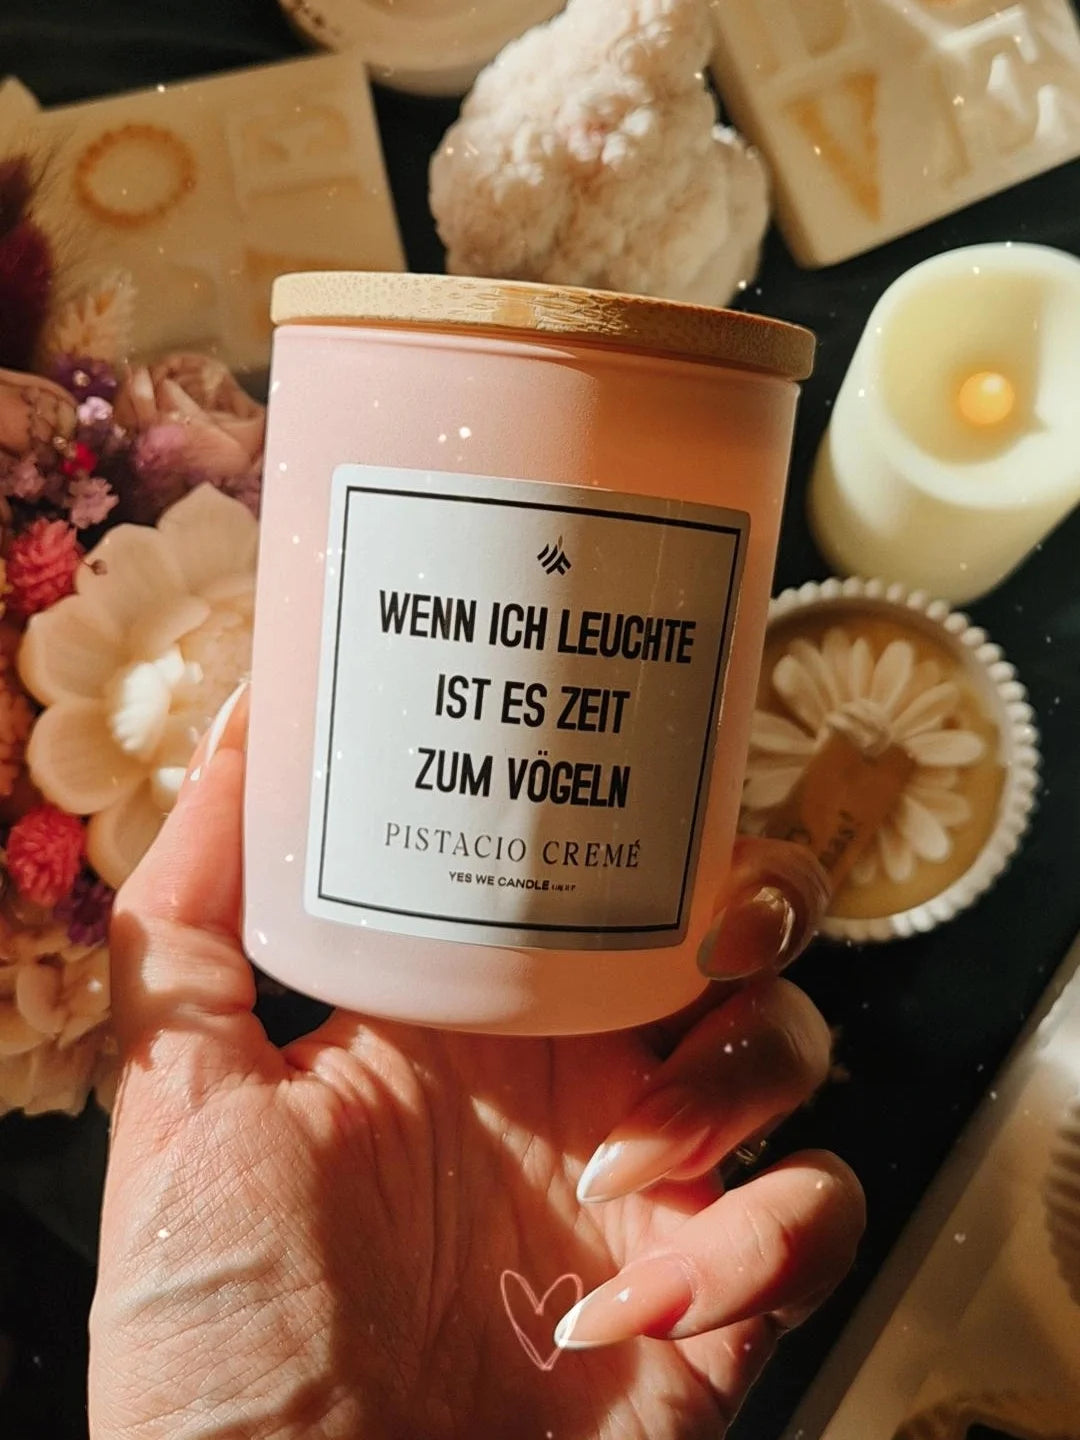 WENN ICH LEUCHTE
IST ES ZEIT
ZUM VÖGELN
PISTACIO CREMÉ
YES WE CANDLE